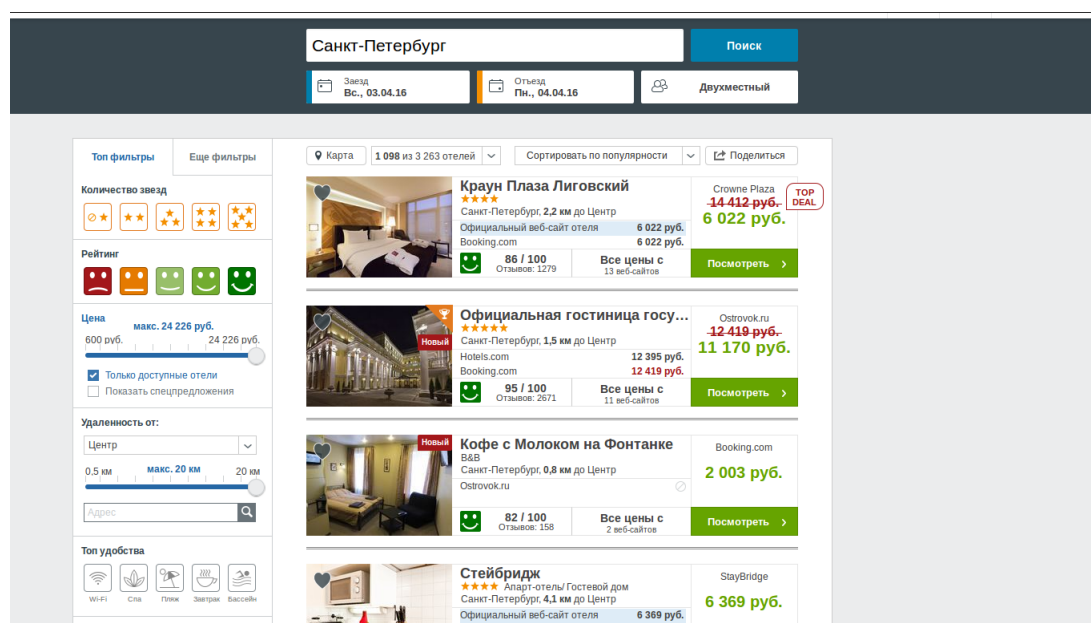 Санкт-Петербург
Поиск
Заезд
Вс., 03.04.16
Отъезд
Пн., 04.04.16
Двухместный
Топ фильтры
Еще фильтры
Количество звезд
Рейтинг
Цена
макс. 24 226 руб.
600 руб.
24 226 руб.
Только доступные отели
Показать спецпредложения
Удаленность от:
Центр
0,5 км
макс. 20 км
20 км
Адрес
Топ удобства
Wi-Fi
Спа
Пляж
Завтрак
Бассейн
Карта
1 098 из 3 263 отелей
Сортировать по популярности
Поделиться
Краун Плаза Лиговский
Санкт-Петербург, 2,2 км до Центр
Официальный веб-сайт отеля 6 022 руб.
Booking.com 6 022 руб.
86 / 100
Отзывов: 1279
Все цены с
13 веб-сайтов
Crowne Plaza
14 412 руб.
6 022 руб.
TOP
DEAL
Посмотреть
Новый
Официальная гостиница госу...
Санкт-Петербург, 1,5 км до Центр
Hotels.com 12 395 руб.
Booking.com 12 419 руб.
95 / 100
Отзывов: 2671
Все цены с
11 веб-сайтов
Ostrovok.ru
12 419 руб.
11 170 руб.
Посмотреть
Новый
Кофе с Молоком на Фонтанке
B&B
Санкт-Петербург, 0,8 км до Центр
Ostrovok.ru
82 / 100
Отзывов: 158
Все цены с
2 веб-сайтов
Booking.com
2 003 руб.
Посмотреть
Стейбридж
Апарт-отель/ Гостевой дом
Санкт-Петербург, 4,1 км до Центр
Официальный веб-сайт отеля 6 369 руб.
StayBridge
6 369 руб.